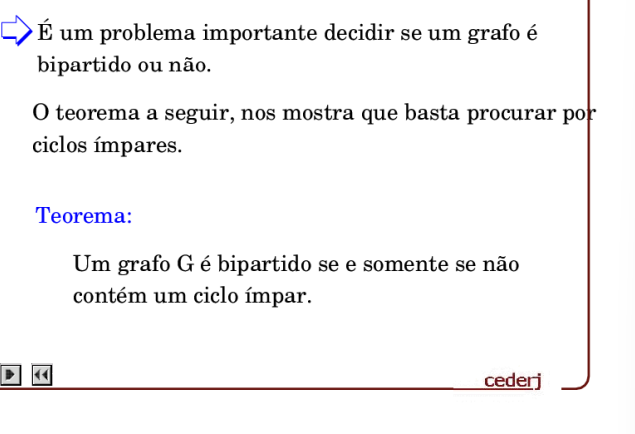 É um problema importante decidir se um grafo é
bipartido ou não.
O teorema a seguir, nos mostra que basta procurar por
ciclos ímpares.
Teorema:
Um grafo G é bipartido se e somente se não
contém um ciclo ímpar.
cederj